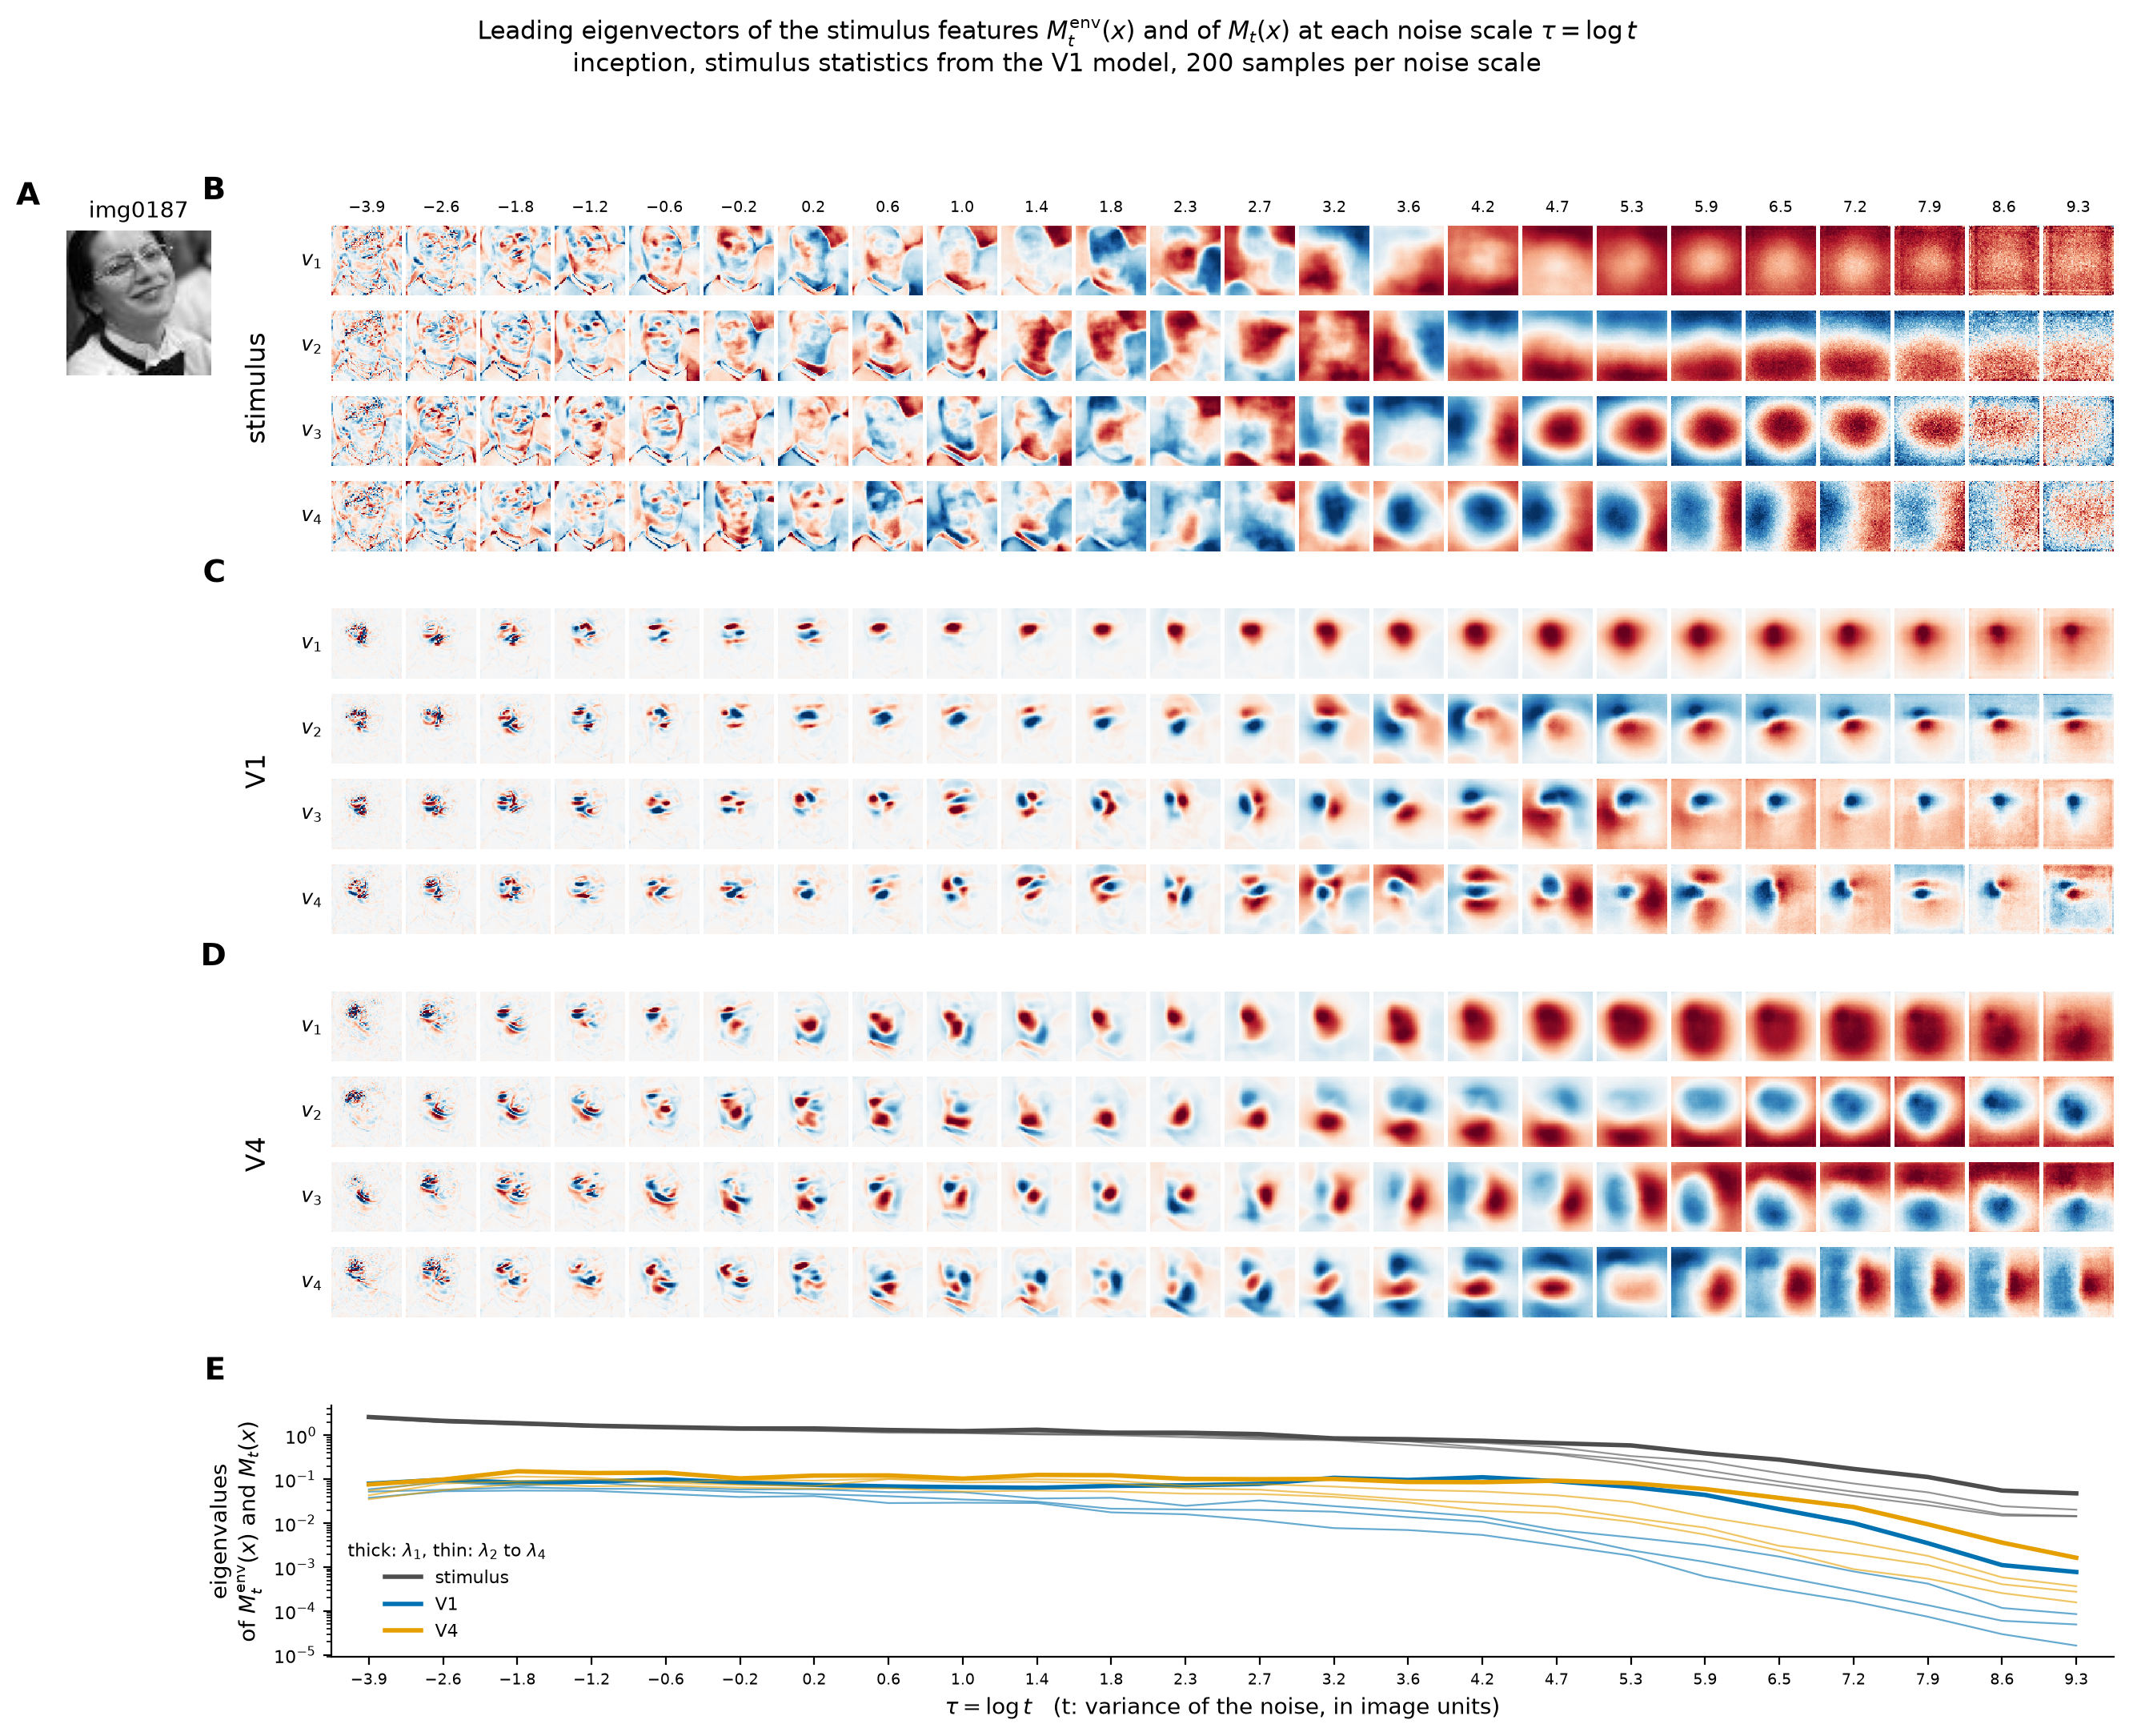 Leading eigenvectors of the stimulus features $M_t^{env}(x)$ and of $M_t(x)$ at each noise scale $\tau = \log t$
inception, stimulus statistics from the V1 model, 200 samples per noise scale
A
img0187
B
−3.9 −2.6 −1.8 −1.2 −0.6 −0.2 0.2 0.6 1.0 1.4 1.8 2.3 2.7 3.2 3.6 4.2 4.7 5.3 5.9 6.5 7.2 7.9 8.6 9.3
stimulus
$v_1$
$v_2$
$v_3$
$v_4$
C
V1
$v_1$
$v_2$
$v_3$
$v_4$
D
V4
$v_1$
$v_2$
$v_3$
$v_4$
E
eigenvalues
of $M_t^{env}(x)$ and $M_t(x)$
$10^0$
$10^{-1}$
$10^{-2}$
$10^{-3}$
$10^{-4}$
$10^{-5}$
thick: $\lambda_1$, thin: $\lambda_2$ to $\lambda_4$
stimulus
V1
V4
−3.9 −2.6 −1.8 −1.2 −0.6 −0.2 0.2 0.6 1.0 1.4 1.8 2.3 2.7 3.2 3.6 4.2 4.7 5.3 5.9 6.5 7.2 7.9 8.6 9.3
$\tau = \log t$ (t: variance of the noise, in image units)